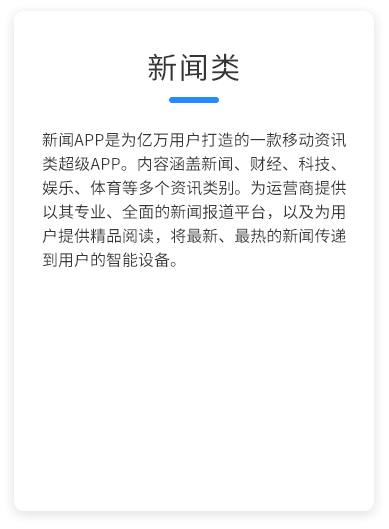 新闻类
新闻APP是为亿万用户打造的一款移动资讯
类超级APP。内容涵盖新闻、财经、科技、
娱乐、体育等多个资讯类别。为运营商提供
以其专业、全面的新闻报道平台，以及为用
户提供精品阅读，将最新、最热的新闻传递
到用户的智能设备。